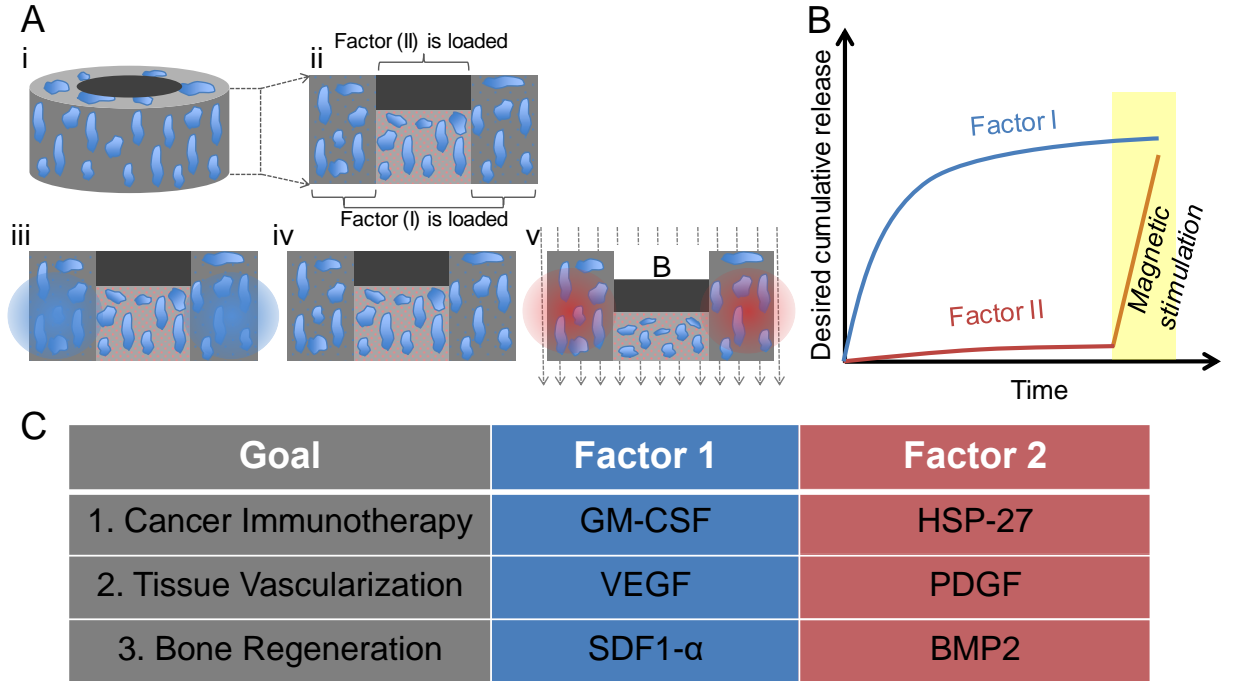 A
i
ii
Factor (II) is loaded
Factor (I) is loaded
iii
iv
v
B
B
Desired cumulative release
Factor I
Factor II
Magnetic
stimulation
Time
C
Goal Factor 1 Factor 2
1. Cancer Immunotherapy GM-CSF HSP-27
2. Tissue Vascularization VEGF PDGF
3. Bone Regeneration SDF1-α BMP2